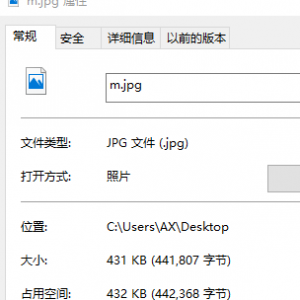 m.jpg 属性
常规 安全 详细信息 以前的版本
m.jpg
文件类型: JPG 文件 (.jpg)
打开方式: 照片
位置: C:\Users\AX\Desktop
大小: 431 KB (441,807 字节)
占用空间: 432 KB (442,368 字节)